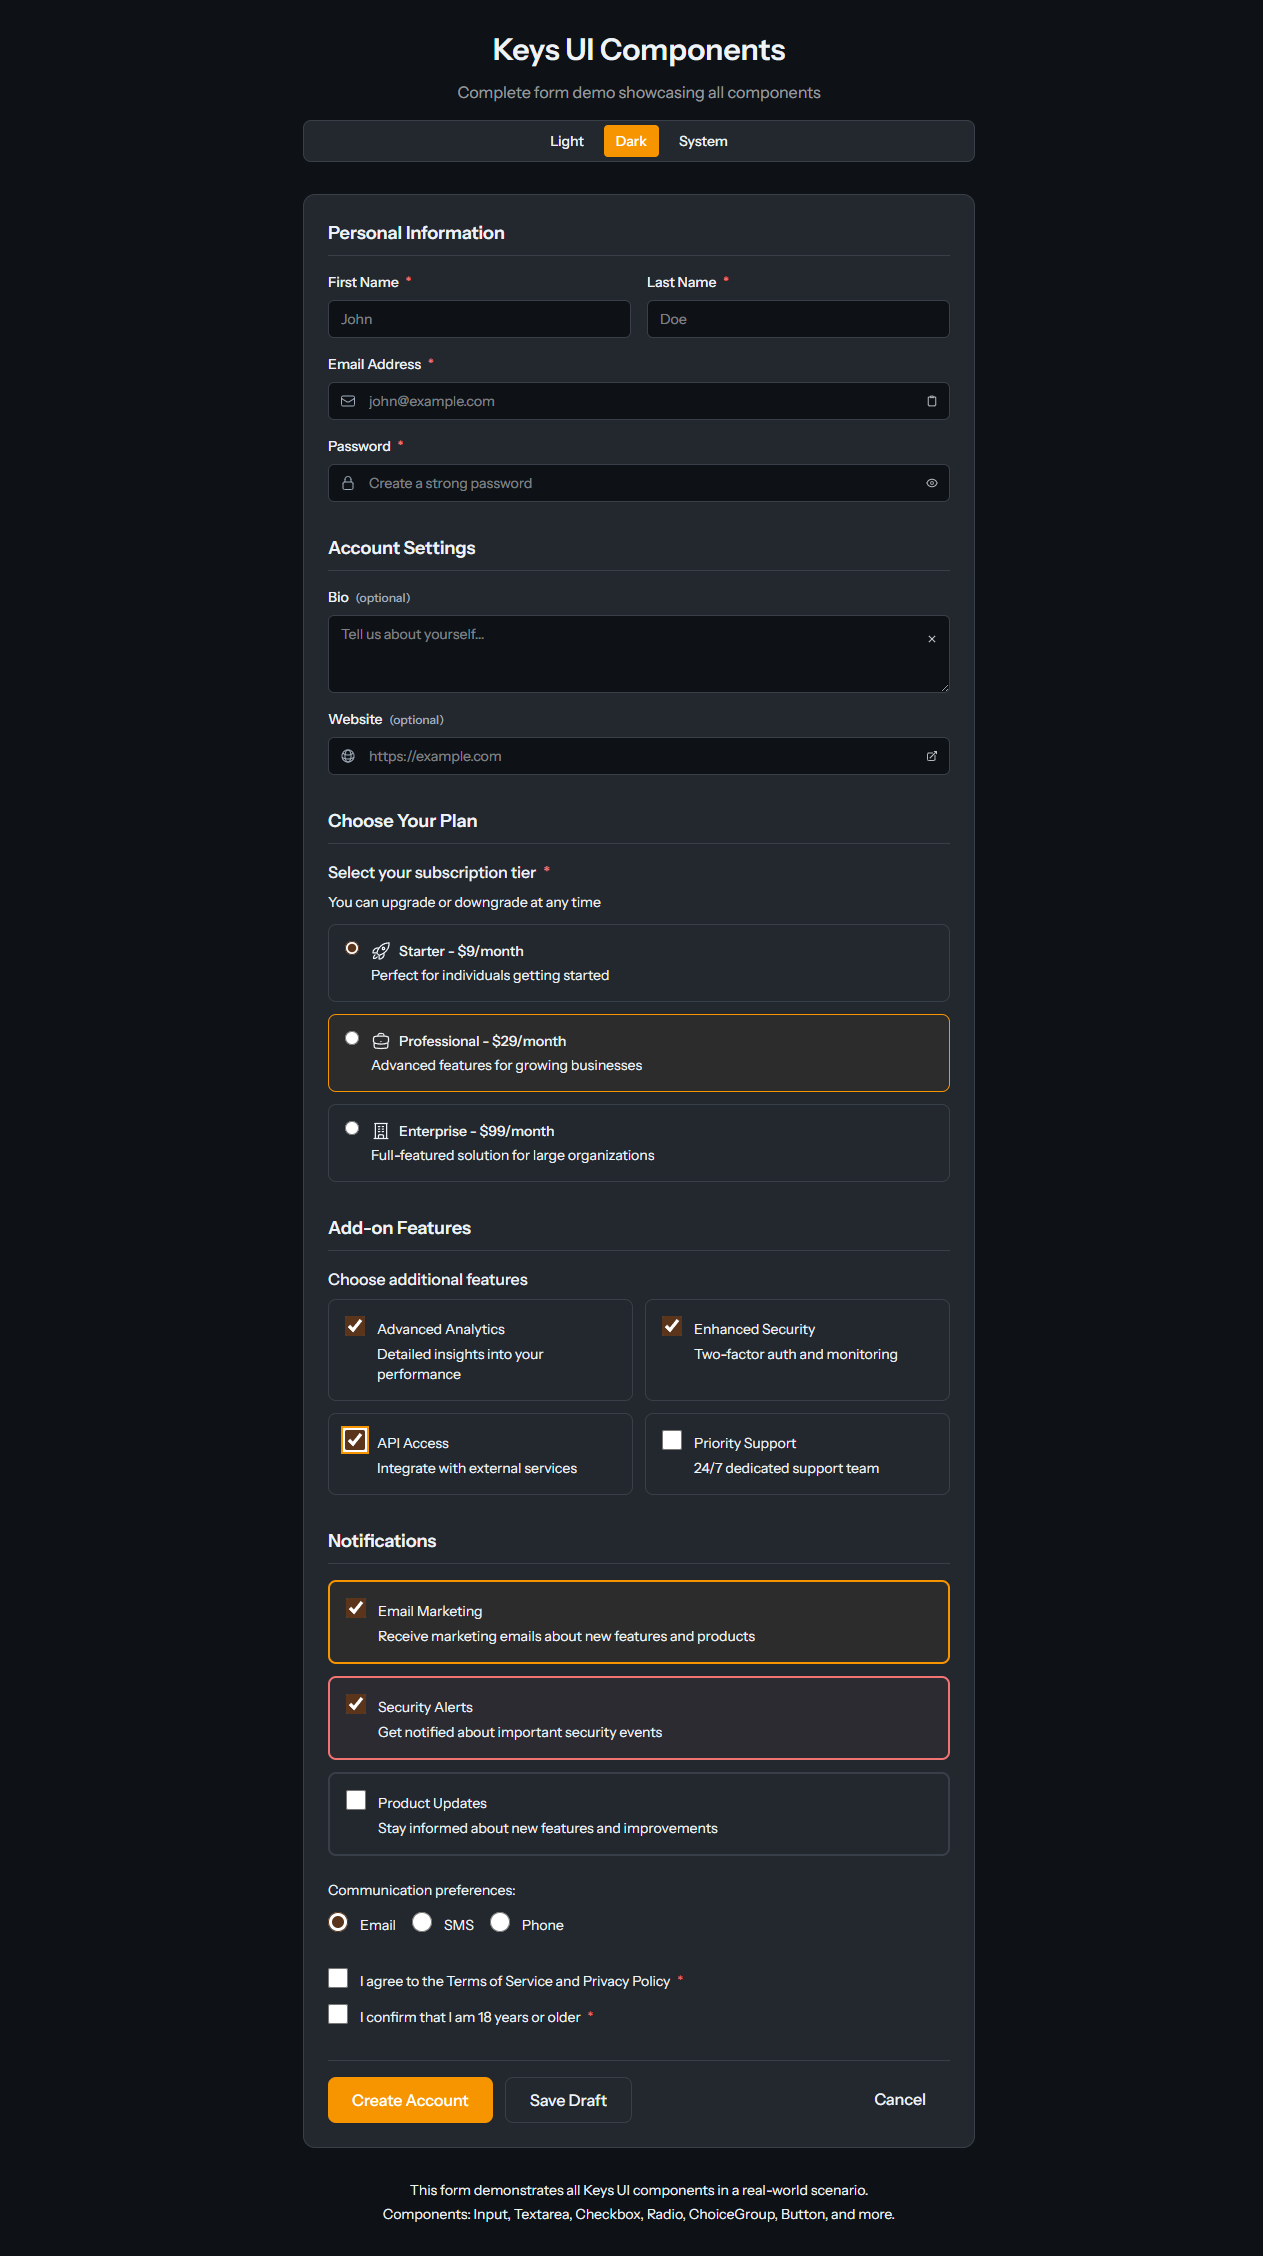 Keys UI Components
Complete form demo showcasing all components
Light Dark System
Personal Information
First Name * Last Name *
John Doe
Email Address *
john@example.com
Password *
Create a strong password
Account Settings
Bio (optional)
Tell us about yourself...
Website (optional)
https://example.com
Choose Your Plan
Select your subscription tier *
You can upgrade or downgrade at any time
Starter - $9/month
Perfect for individuals getting started
Professional - $29/month
Advanced features for growing businesses
Enterprise - $99/month
Full-featured solution for large organizations
Add-on Features
Choose additional features
Advanced Analytics
Detailed insights into your
performance
Enhanced Security
Two-factor auth and monitoring
API Access
Integrate with external services
Priority Support
24/7 dedicated support team
Notifications
Email Marketing
Receive marketing emails about new features and products
Security Alerts
Get notified about important security events
Product Updates
Stay informed about new features and improvements
Communication preferences:
Email SMS Phone
I agree to the Terms of Service and Privacy Policy *
I confirm that I am 18 years or older *
Create Account Save Draft Cancel
This form demonstrates all Keys UI components in a real-world scenario.
Components: Input, Textarea, Checkbox, Radio, ChoiceGroup, Button, and more.